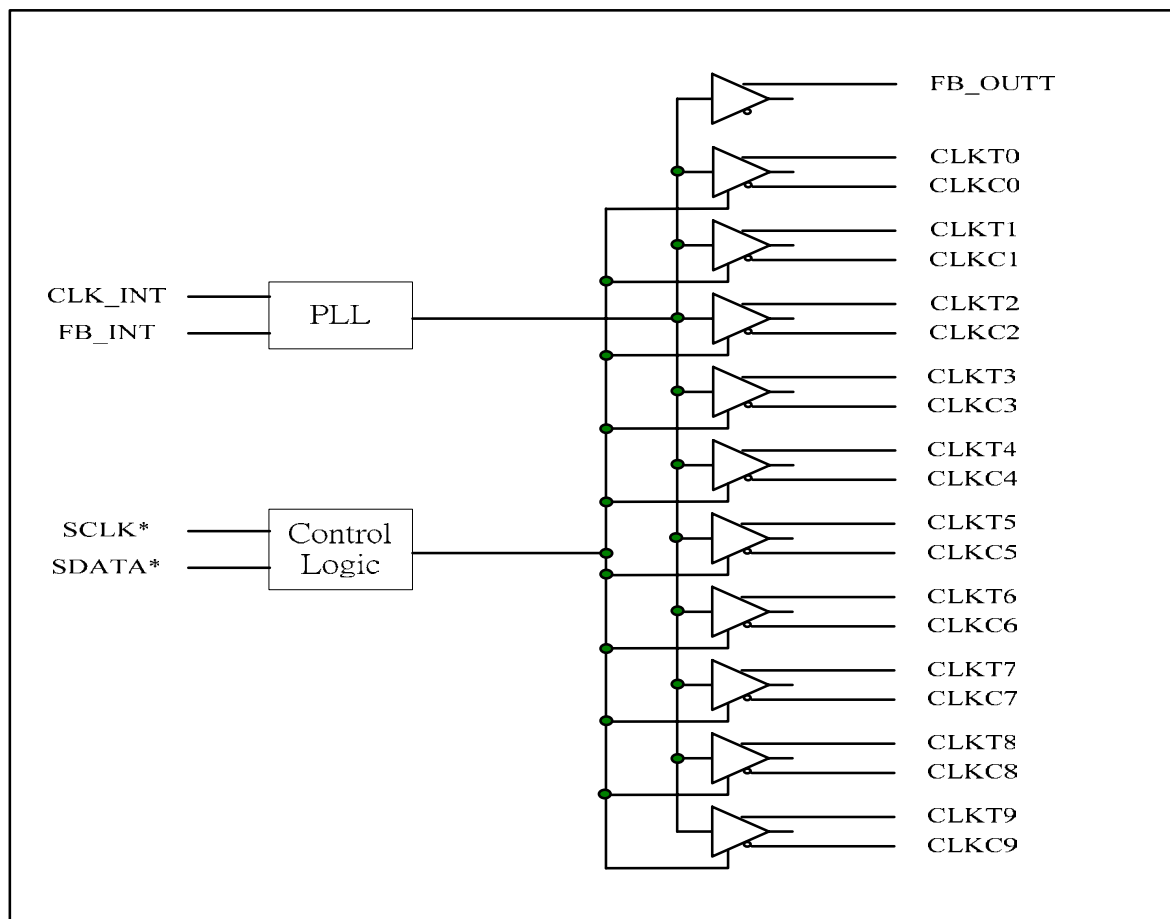 FB_OUTT
CLKT0
CLKC0
CLKT1
CLKC1
CLK_INT
PLL
FB_INT
CLKT2
CLKC2
CLKT3
CLKC3
CLKT4
CLKC4
SCLK*
SDATA*
Control
Logic
CLKT5
CLKC5
CLKT6
CLKC6
CLKT7
CLKC7
CLKT8
CLKC8
CLKT9
CLKC9